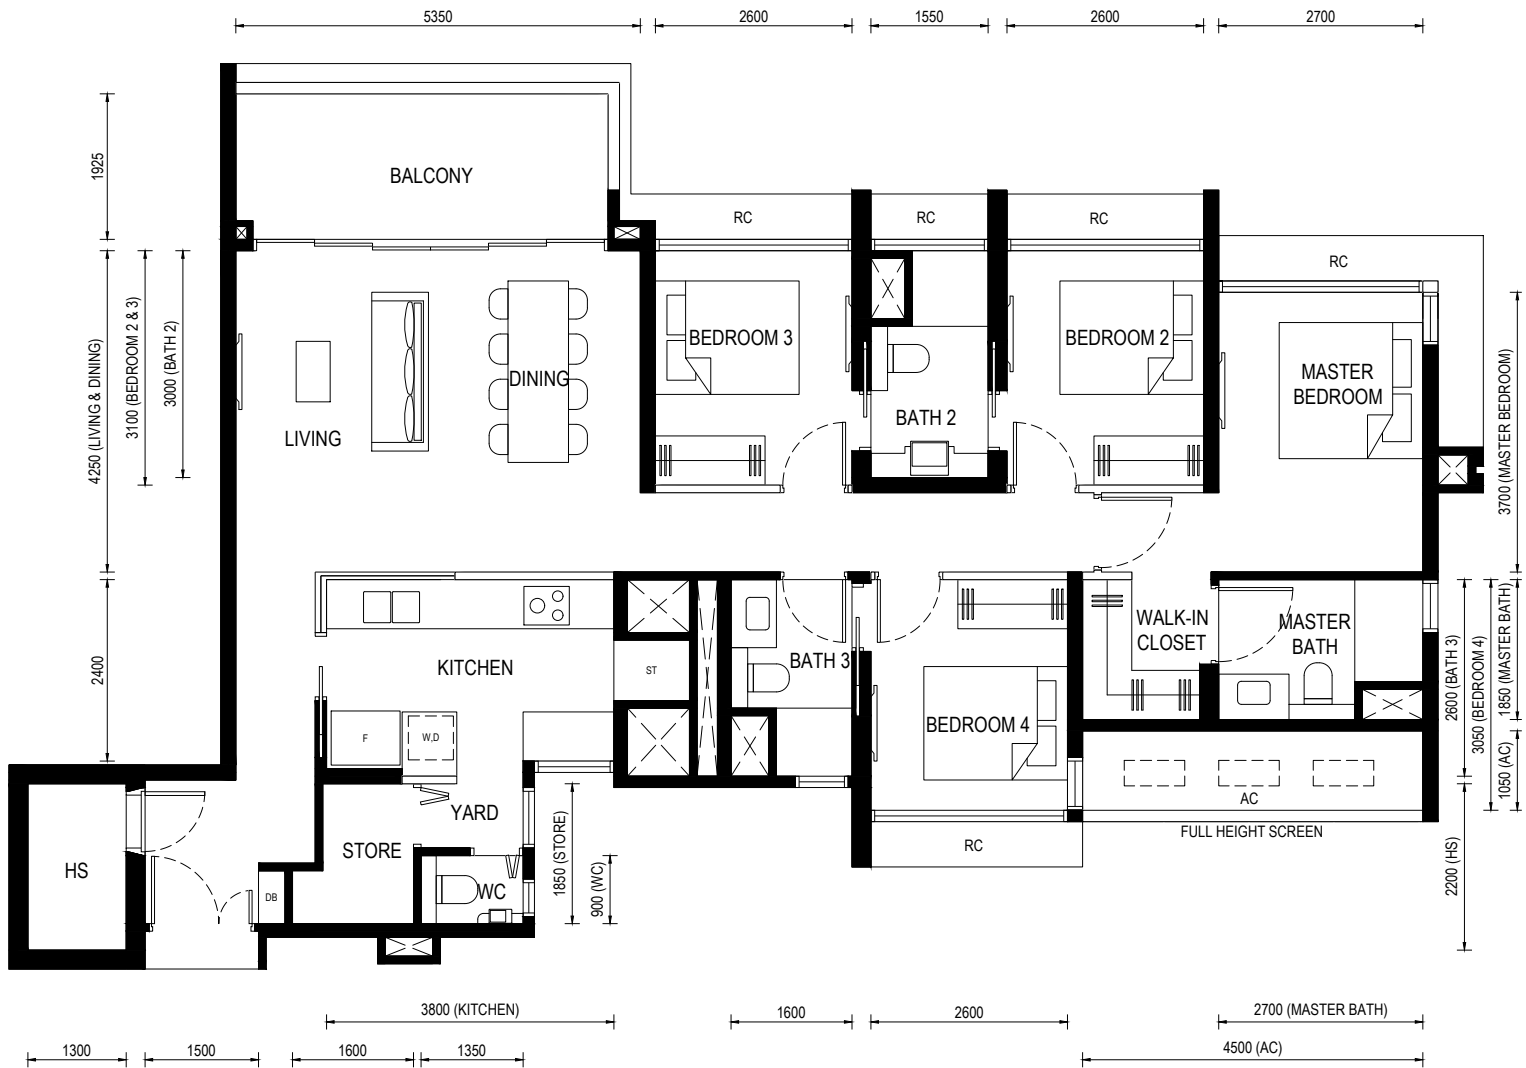 5350
2600
1550
2600
2700
1925
BALCONY
RC
RC
RC
RC
4250 (LIVING & DINING)
3100 (BEDROOM 2 & 3)
3000 (BATH 2)
BEDROOM 3
BEDROOM 2
MASTER
BEDROOM
DINING
LIVING
BATH 2
3700 (MASTER BEDROOM)
2400
KITCHEN
ST
BATH 3
WALK-IN
CLOSET
MASTER
BATH
2600 (BATH 3)
3050 (BEDROOM 4)
1850 (MASTER BATH)
F
W,D
BEDROOM 4
1050 (AC)
AC
YARD
FULL HEIGHT SCREEN
STORE
RC
HS
WC
DB
1850 (STORE)
900 (WC)
2200 (HS)
3800 (KITCHEN)
1600
2600
2700 (MASTER BATH)
1300
1500
1600
1350
4500 (AC)